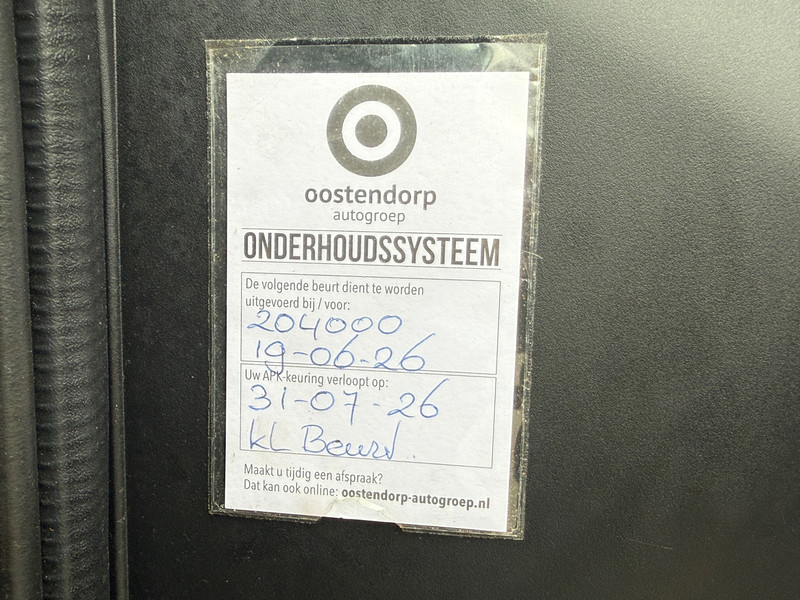 oostendorp
autogroep
ONDERHOUDSSYSTEEM
De volgende beurt dient te worden
uitgevoerd bij / voor:
204000
19-06-26
Uw APK-keuring verloopt op:
31-07-26
KL Beurt.
Maakt u tijdig een afspraak?
Dat kan ook online: oostendorp-autogroep.nl